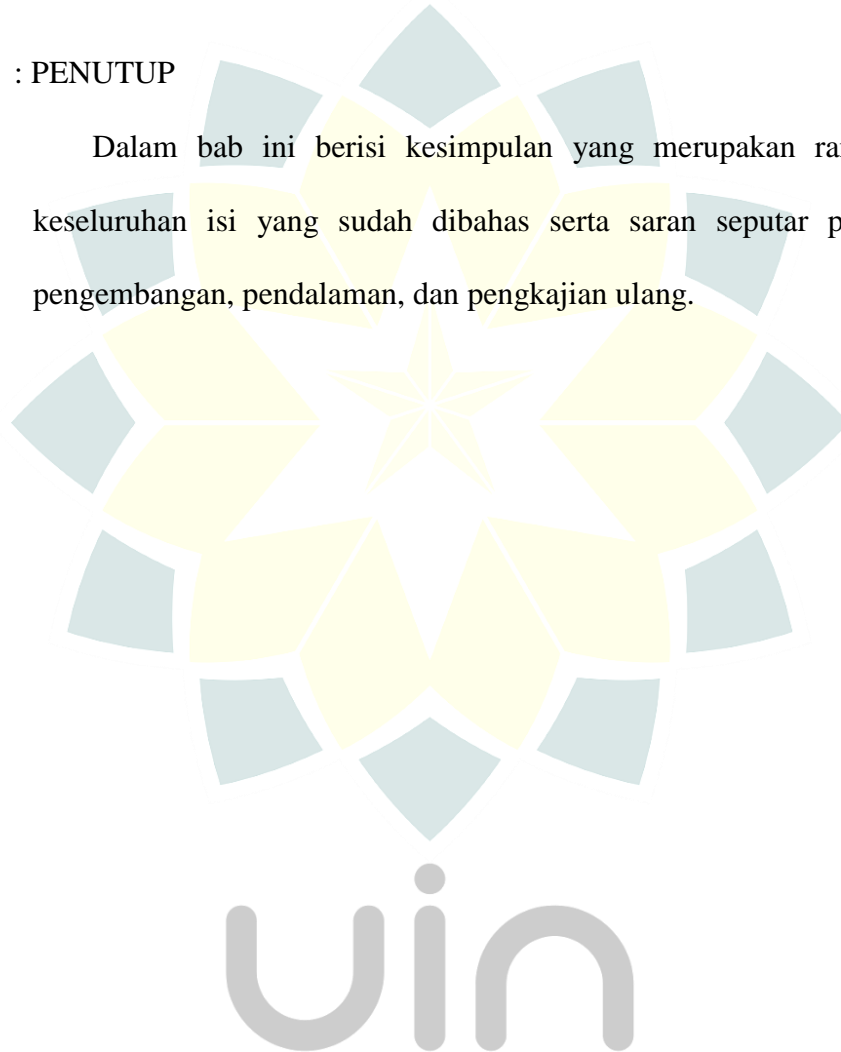 : PENUTUP
Dalam bab ini berisi kesimpulan yang merupakan
keseluruhan isi yang sudah dibahas serta saran seputar
pengembangan, pendalaman, dan pengkajian ulang.
uin